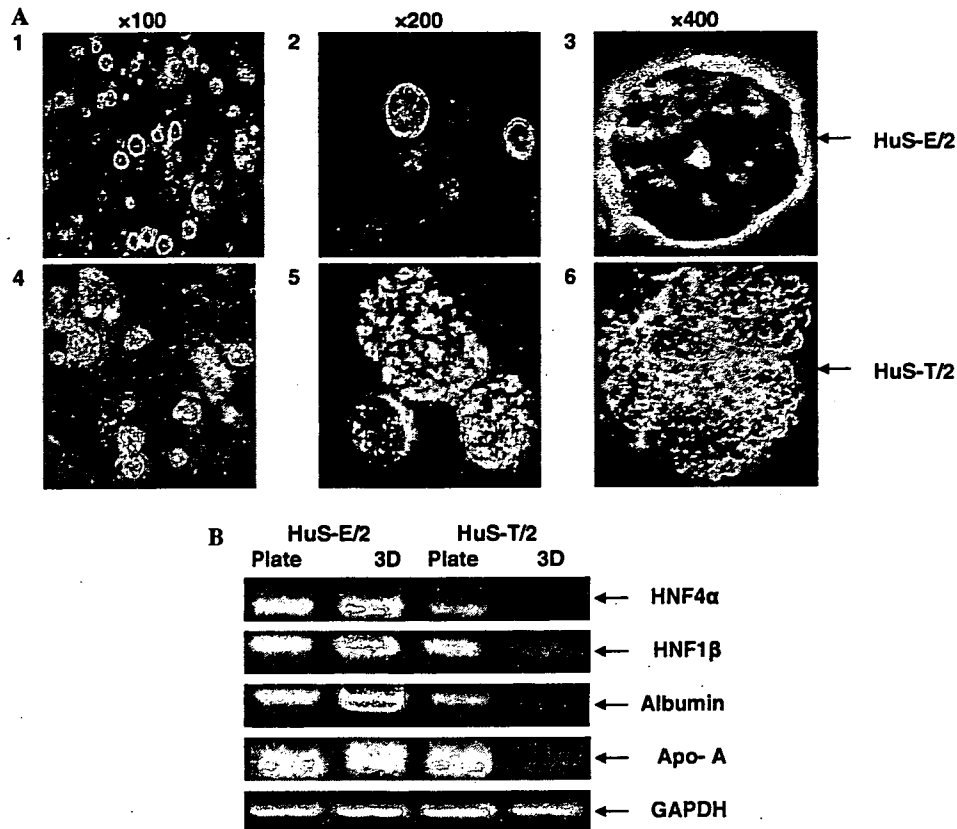 A
×100 ×200 ×400
1 2 3
HuS-E/2
4 5 6
HuS-T/2
B HuS-E/2 HuS-T/2
Plate 3D Plate 3D
HNF4α
HNF1β
Albumin
Apo- A
GAPDH